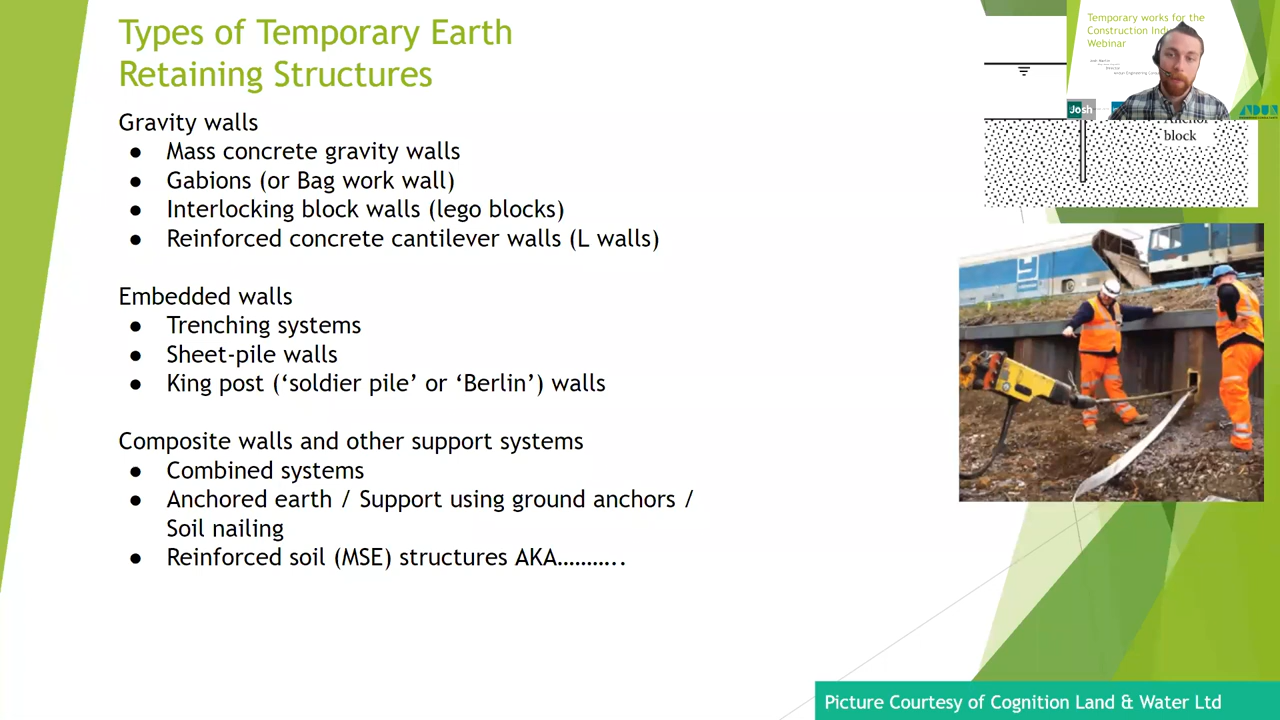 Types of Temporary Earth
Retaining Structures
Gravity walls
● Mass concrete gravity walls
● Gabions (or Bag work wall)
● Interlocking block walls (lego blocks)
● Reinforced concrete cantilever walls (L walls)
Embedded walls
● Trenching systems
● Sheet-pile walls
● King post (‘soldier pile’ or ‘Berlin’) walls
Composite walls and other support systems
● Combined systems
● Anchored earth / Support using ground anchors /
Soil nailing
● Reinforced soil (MSE) structures AKA………..
Temporary works for the
Construction
Webinar
Josh
block
Picture Courtesy of Cognition Land & Water Ltd